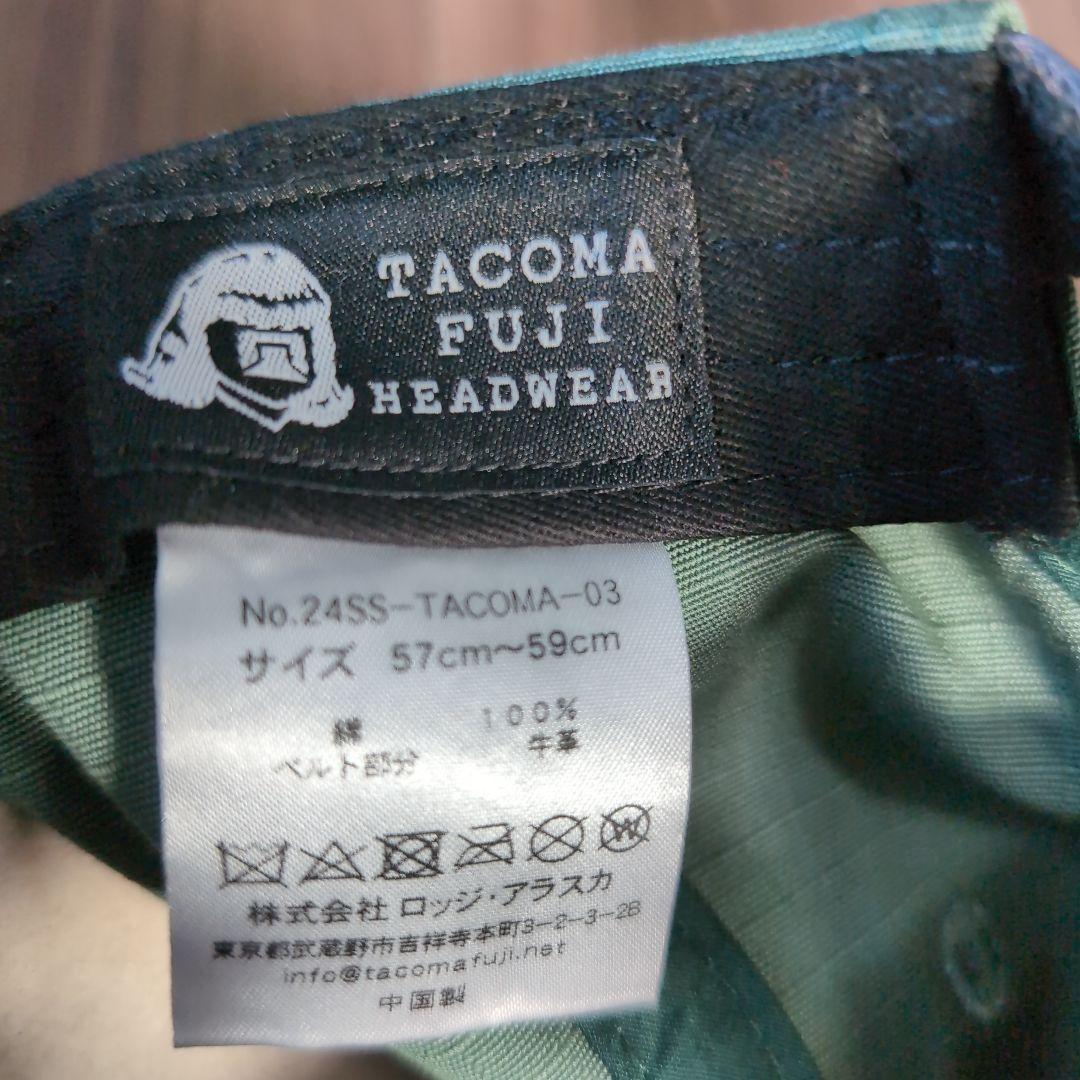 TACOMA
FUJI
HEADWEAR
No.24SS-TACOMA-03
サイズ 57cm～59cm
綿 100%
ベルト部分 牛革
W
株式会社 ロッジ・アラスカ
東京都武蔵野市吉祥寺本町3-2-3-2B
info@tacomafuji.net
中国製